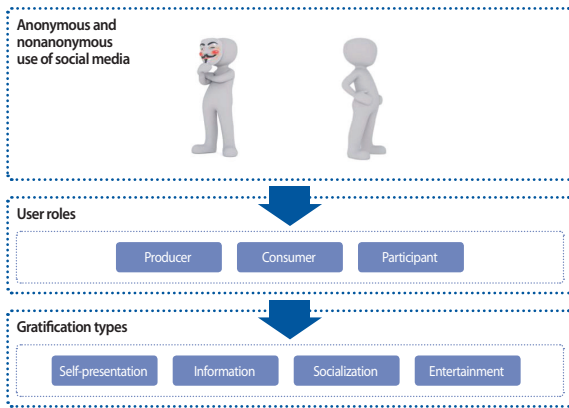 Anonymous and
nonanonymous
use of social media
User roles
Producer
Consumer
Participant
Gratification types
Self-presentation
Information
Socialization
Entertainment